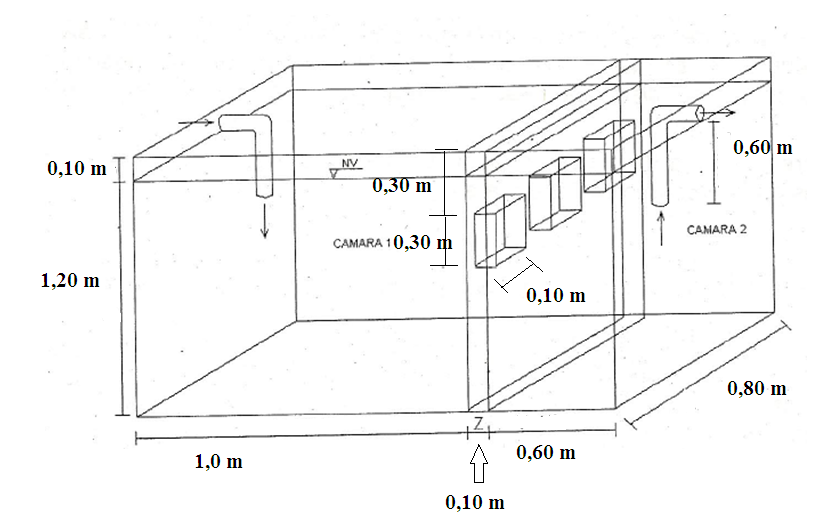 0,60 m
0,10 m
NV
0,30 m
CAMARA 2
CAMARA 1
0,30 m
1,20 m
0,10 m
0,80 m
Z
1,0 m
0,60 m
0,10 m